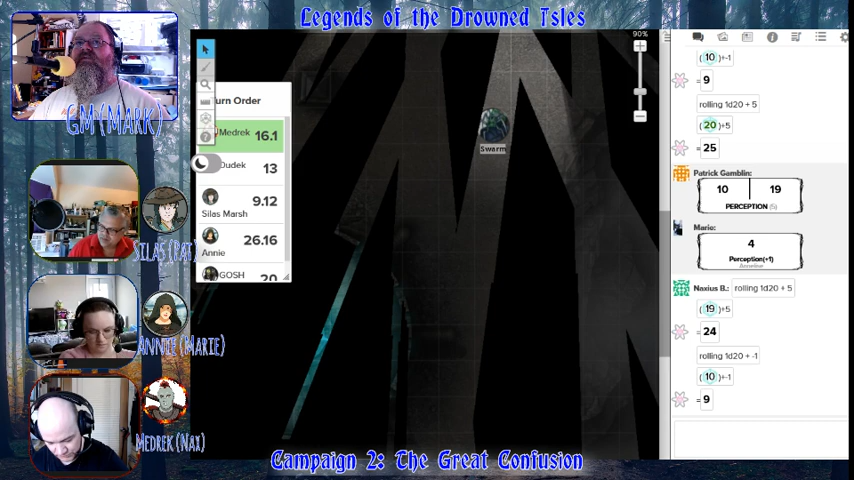 Legends of the Drowned Isles
GM (MARK)
SILAS (PAT)
ANNIE (MARIE)
MEDREK (NAX)
urn Order
Medrek 16.1
Dudek 13
Silas Marsh 9.12
Annie 26.16
GOSH 20
Swarm
90%
(10)+-1
= 9
rolling 1d20 + 5
(20)+5
= 25
Patrick Gamblin:
10 19
PERCEPTION (5)
Marie:
4
Perception(+1)
Naxius B.: rolling 1d20 + 5
(19)+5
= 24
rolling 1d20 + -1
(10)+-1
= 9
Campaign 2: The Great Confusion